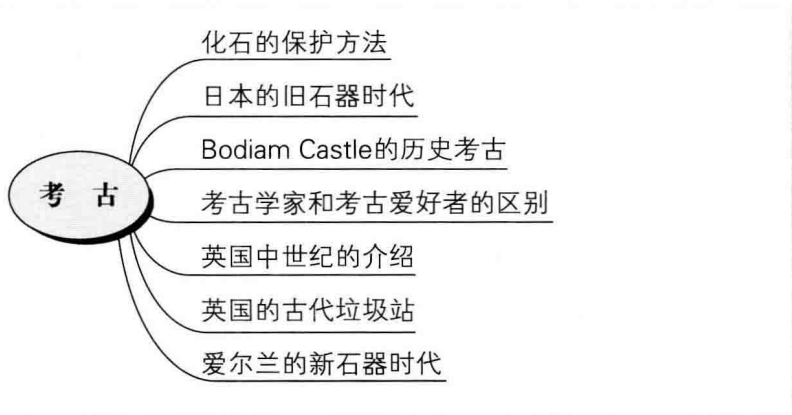 化石的保护方法
日本的旧石器时代
Bodiam Castle的历史考古
考古
考古学家和考古爱好者的区别
英国中世纪的介绍
英国的古代垃圾站
爱尔兰的新石器时代